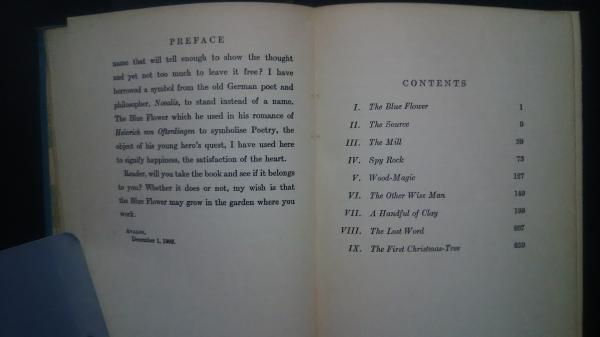 PREFACE
name that will tell enough to show the thought
and yet not too much to leave it free? I have
borrowed a symbol from the old German poet and
philosopher, Novalis, to stand instead of a name.
The Blue Flower which he used in his romance of
Heinrich von Ofterdingen to symbolise Poetry, the
object of his young hero's quest, I have used here
to signify happiness, the satisfaction of the heart.
Reader, will you take the book and see if it belongs
to you? Whether it does or not, my wish is that
the Blue Flower may grow in the garden where you
work.
AVALON,
December 1, 1902.
CONTENTS
I. The Blue Flower 1
II. The Source 9
III. The Mill 39
IV. Spy Rock 73
V. Wood-Magic 127
VI. The Other Wise Man
VII. A Handful of Clay
VIII. The Lost Word
IX. The First Christmas-Tree